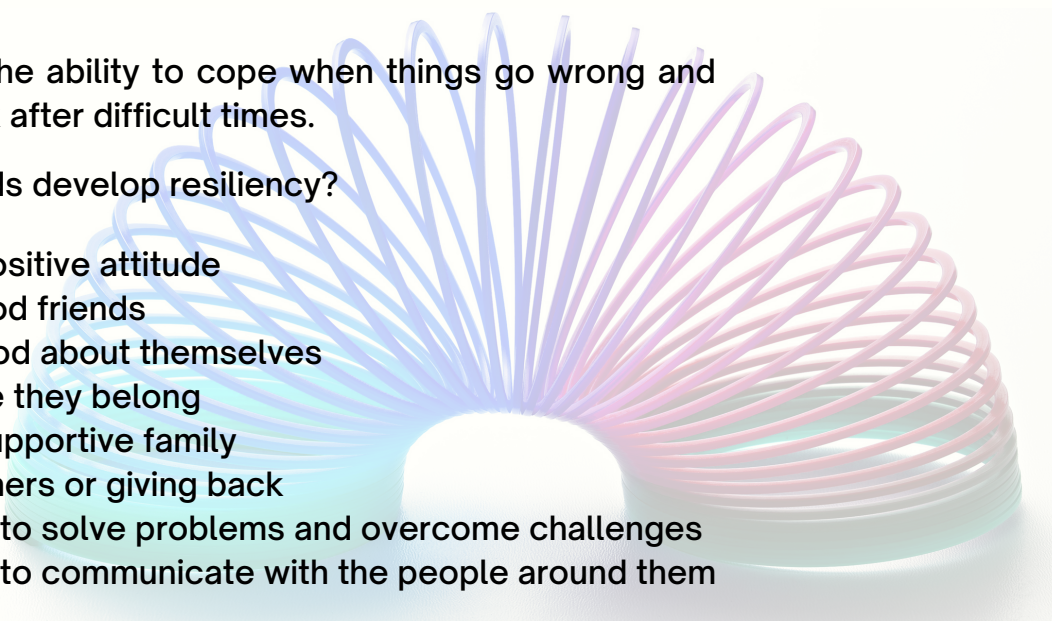 he ability to cope when things go wrong and
after difficult times.
ds develop resiliency?
ositive attitude
od friends
od about themselves
they belong
upportive family
ers or giving back
to solve problems and overcome challenges
to communicate with the people around them